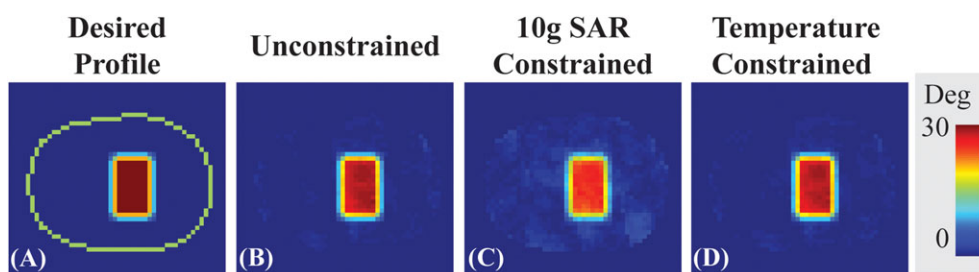 Desired
Profile
Unconstrained
10g SAR
Constrained
Temperature
Constrained
Deg
30
0
(A)
(B)
(C)
(D)